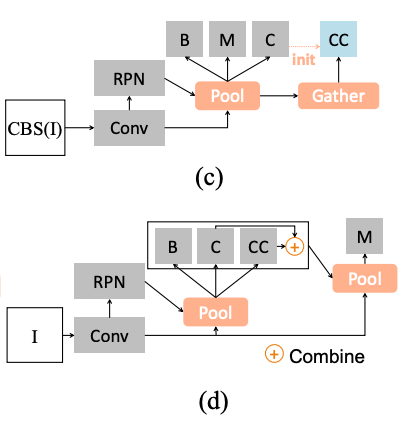 B M C CC
init
RPN
Pool Gather
CBS(I) Conv
(c)
B C CC + M
RPN
Pool
Pool
I Conv
+ Combine
(d)